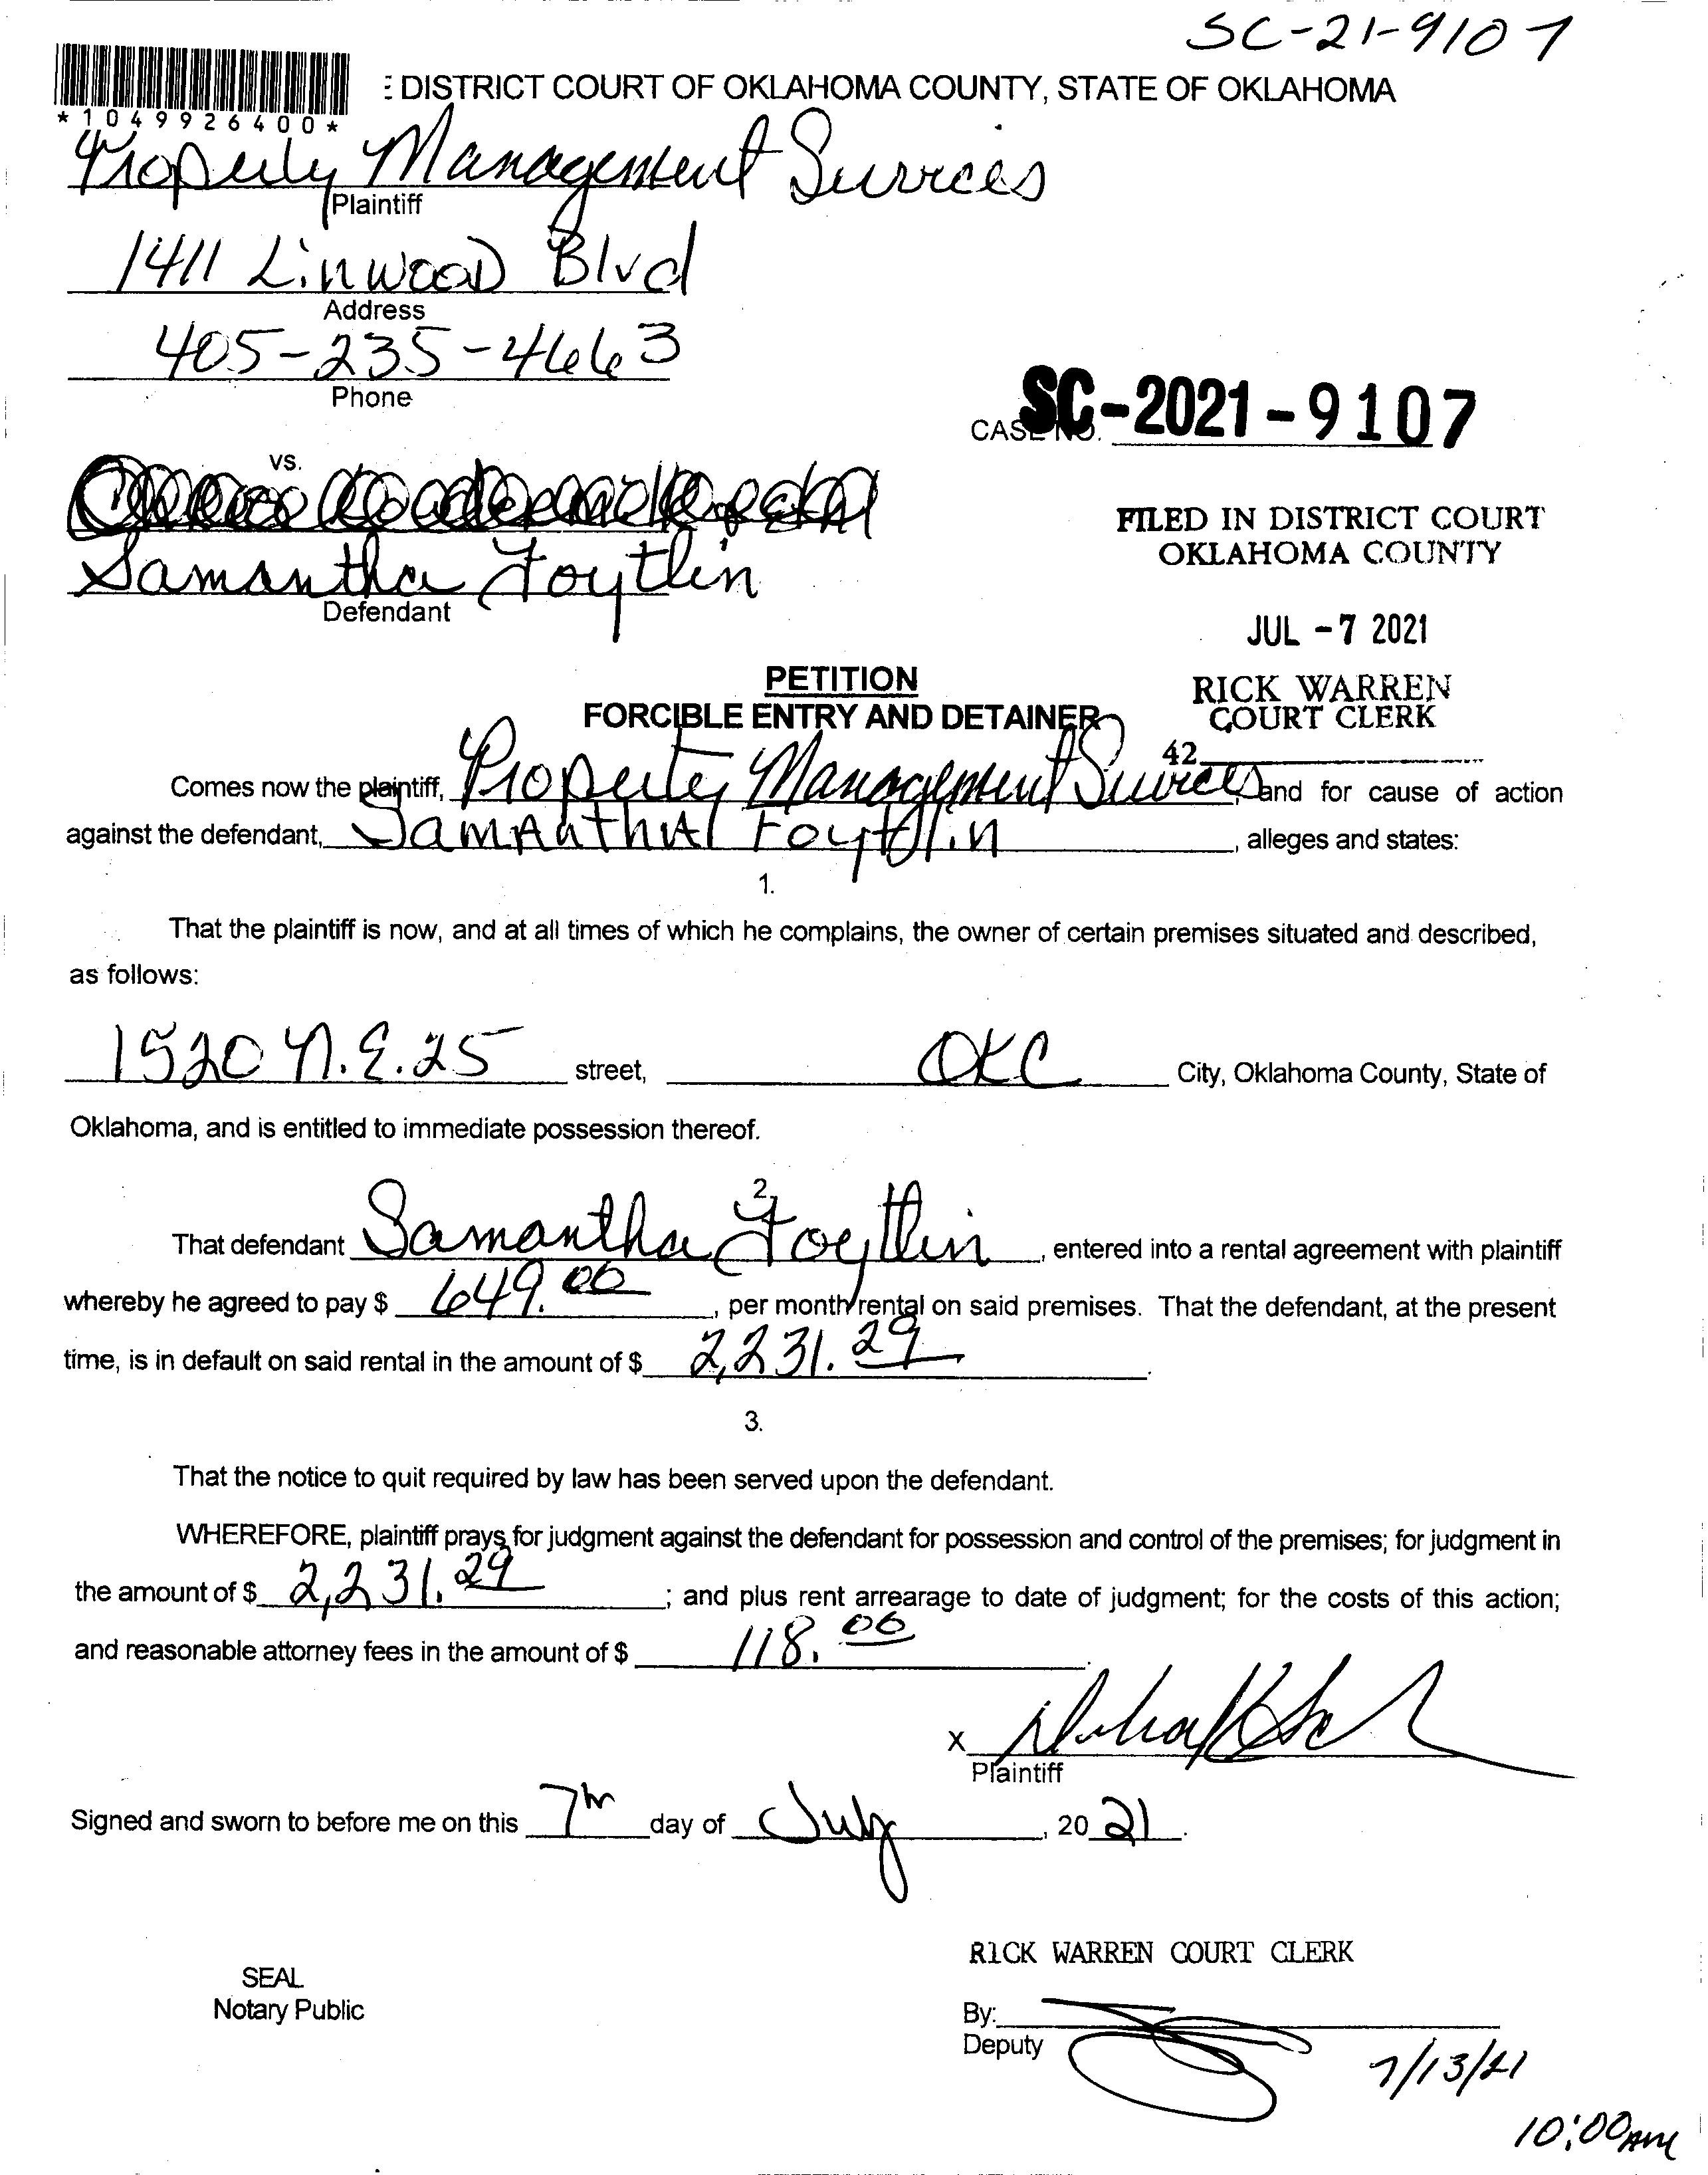 SC-21-9107
: DISTRICT COURT OF OKLAHOMA COUNTY, STATE OF OKLAHOMA
*1049926400*
Property Management Services
Plaintiff
1411 Linwood Blvd
Address
405-235-4663
Phone
SC-2021-9107
CASE NO.
vs.
FILED IN DISTRICT COURT
OKLAHOMA COUNTY
Samantha Foytlin
Defendant
JUL -7 2021
PETITION
FORCIBLE ENTRY AND DETAINER
RICK WARREN
COURT CLERK
42
Comes now the plaintiff, Property Management Services, and for cause of action
against the defendant, Samantha Foytlin, alleges and states:
1.
That the plaintiff is now, and at all times of which he complains, the owner of certain premises situated and described,
as follows:
1520 N.E. 25 street, OKC City, Oklahoma County, State of
Oklahoma, and is entitled to immediate possession thereof.
2.
That defendant Samantha Foytlin, entered into a rental agreement with plaintiff
whereby he agreed to pay $ 649.00, per month rental on said premises. That the defendant, at the present
time, is in default on said rental in the amount of $ 2,231.29.
3.
That the notice to quit required by law has been served upon the defendant.
WHEREFORE, plaintiff prays for judgment against the defendant for possession and control of the premises; for judgment in
the amount of $ 2,231.29; and plus rent arrearage to date of judgment; for the costs of this action;
and reasonable attorney fees in the amount of $ 118.00.
X
Plaintiff
Signed and sworn to before me on this 7th day of July, 2021.
RICK WARREN COURT CLERK
SEAL
Notary Public
By:
Deputy
7/13/21
10:00AM